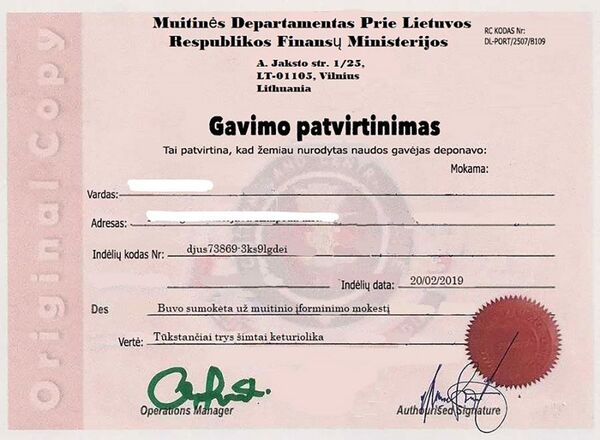 Muitinės Departamentas Prie Lietuvos
Respublikos Finansų Ministerijos
RC KODAS Nr:
DL-PORT/2507/B109
A. Jaksto str. 1/25,
LT-01105, Vilnius
Lithuania
Original Copy
Gavimo patvirtinimas
Tai patvirtina, kad žemiau nurodytas naudos gavėjas deponavo:
Mokama:
Vardas:
Adresas:
Indėlių kodas Nr: djus73869-3ks9lgdei
Indėlių data: 20/02/2019
Des Buvo sumokėta už muitinio įforminimo mokestį
Vertė: Tūkstančiai trys šimtai keturiolika
Operations Manager
Authourised Signature